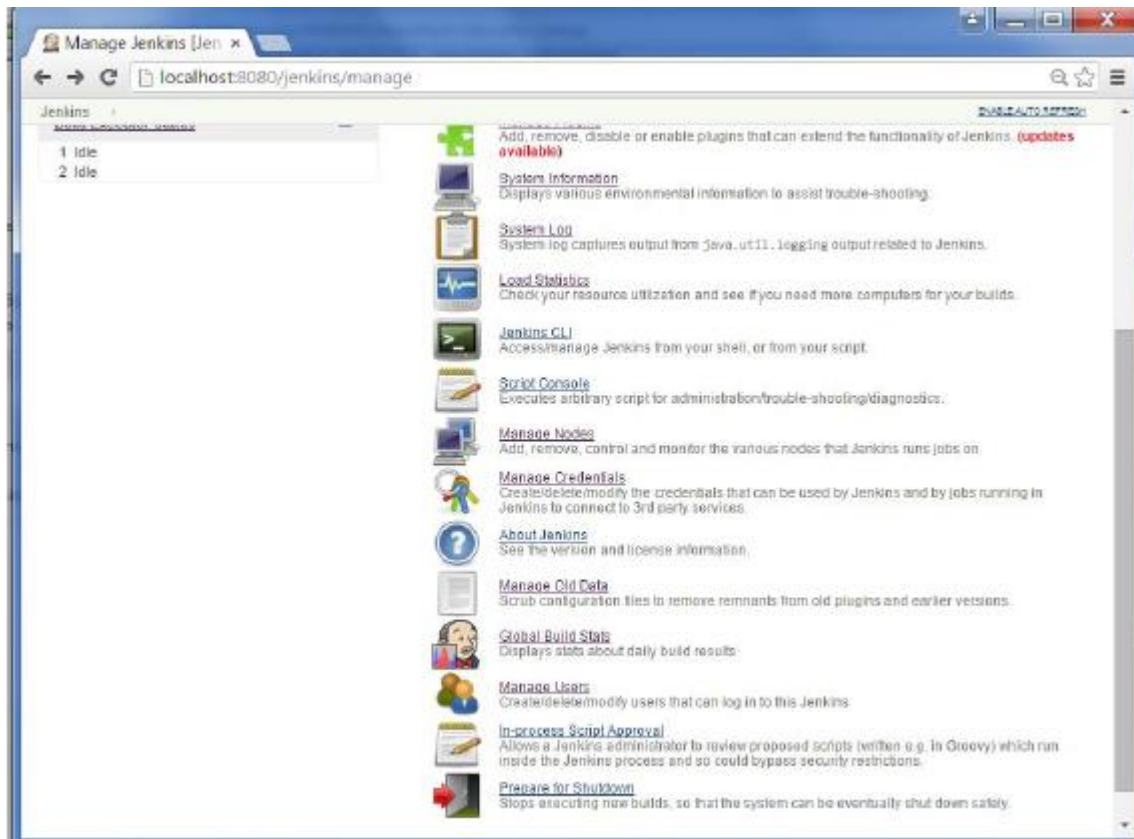 Manage Jenkins [Jen
localhost:8080/jenkins/manage
Jenkins
ENABLE AUTO REFRESH
Build Executor Status
1 Idle
2 Idle
Add, remove, disable or enable plugins that can extend the functionality of Jenkins. (updates
available)
System Information
Displays various environmental information to assist trouble-shooting.
System Log
System log captures output from java.util.logging output related to Jenkins.
Load Statistics
Check your resource utilization and see if you need more computers for your builds.
Jenkins CLI
Access/manage Jenkins from your shell, or from your script.
Script Console
Executes arbitrary script for administration/trouble-shooting/diagnostics.
Manage Nodes
Add, remove, control and monitor the various nodes that Jenkins runs jobs on
Manage Credentials
Create/delete/modify the credentials that can be used by Jenkins and by jobs running in
Jenkins to connect to 3rd party services.
About Jenkins
See the version and license information.
Manage Old Data
Scrub configuration files to remove remnants from old plugins and earlier versions.
Global Build Stats
Displays stats about daily build results
Manage Users
Create/delete/modify users that can log in to this Jenkins
In-process Script Approval
Allows a Jenkins administrator to review proposed scripts (written e.g. in Groovy) which run
inside the Jenkins process and so could bypass security restrictions.
Prepare for Shutdown
Stops executing new builds, so that the system can be eventually shut down safely.